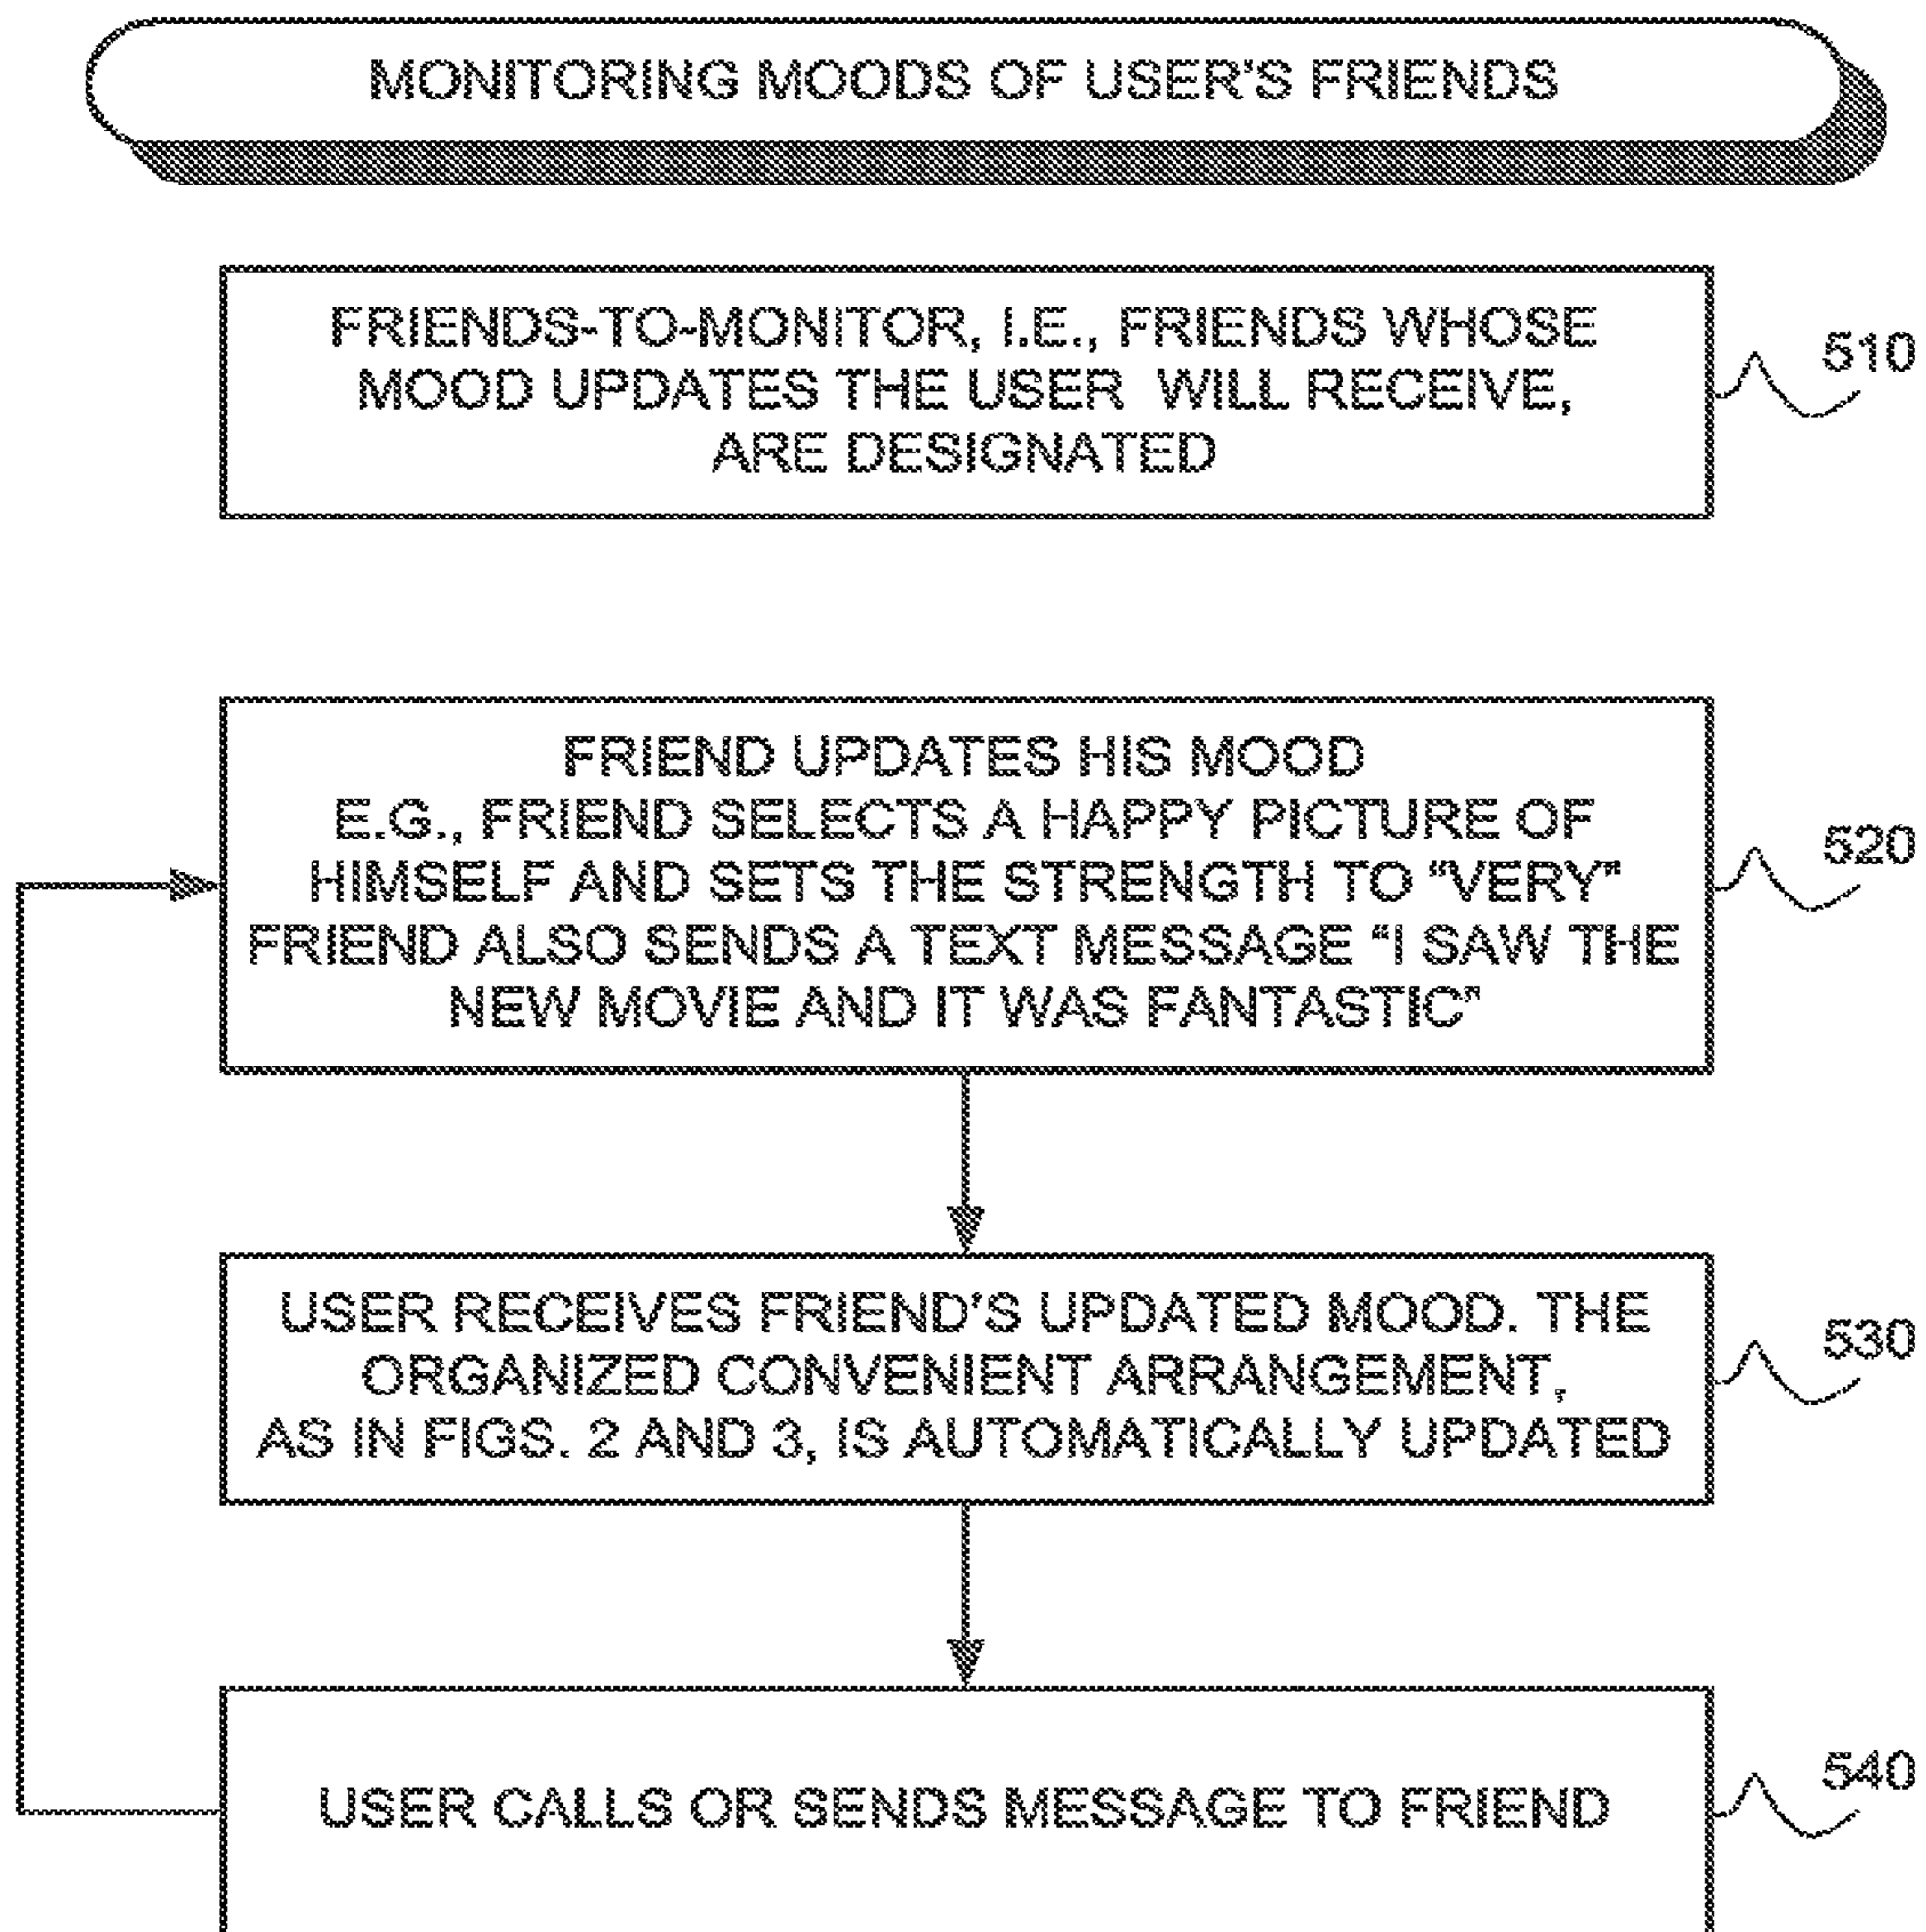 MONITORING MOODS OF USER'S FRIENDS
FRIENDS-TO-MONITOR, I.E., FRIENDS WHOSE
MOOD UPDATES THE USER WILL RECEIVE,
ARE DESIGNATED
510
FRIEND UPDATES HIS MOOD
E.G., FRIEND SELECTS A HAPPY PICTURE OF
HIMSELF AND SETS THE STRENGTH TO “VERY”
FRIEND ALSO SENDS A TEXT MESSAGE “I SAW THE
NEW MOVIE AND IT WAS FANTASTIC”
520
USER RECEIVES FRIEND'S UPDATED MOOD. THE
ORGANIZED CONVENIENT ARRANGEMENT,
AS IN FIGS. 2 AND 3, IS AUTOMATICALLY UPDATED
530
USER CALLS OR SENDS MESSAGE TO FRIEND
540